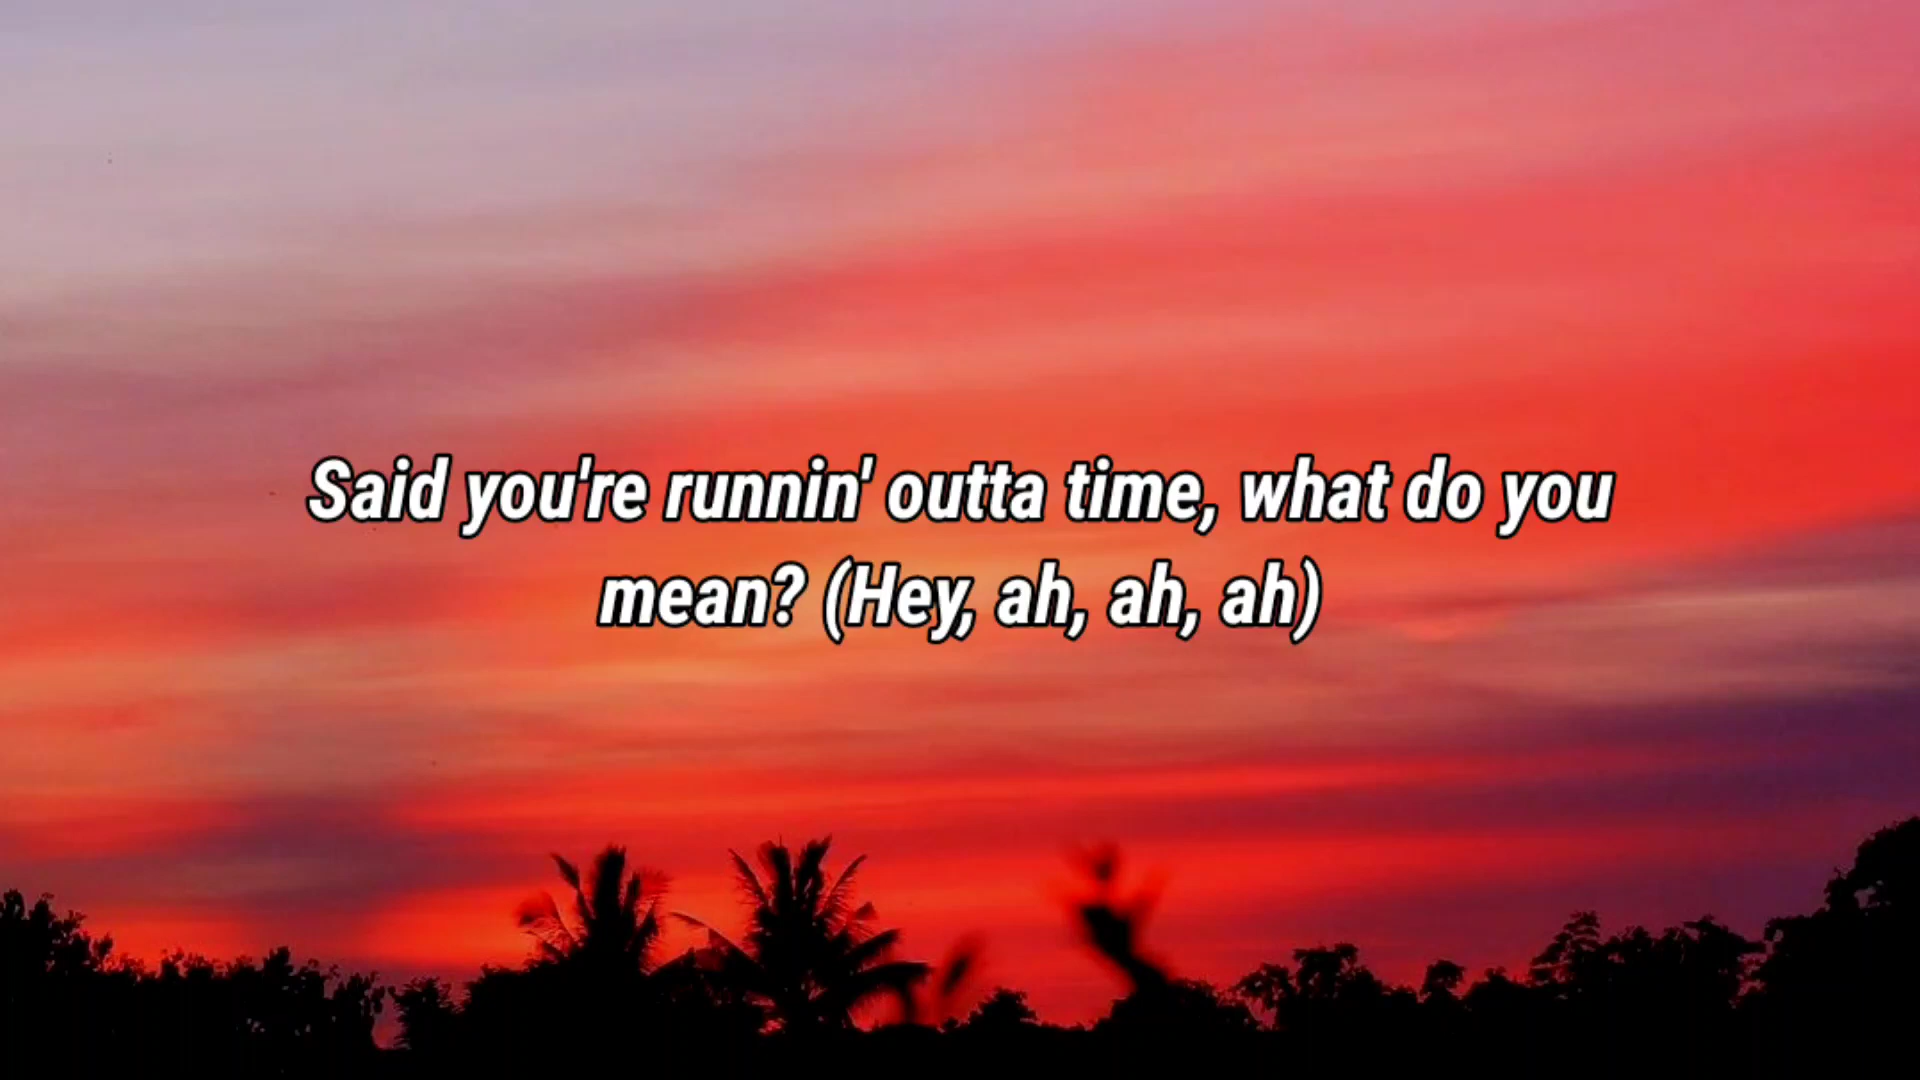 Said you're runnin' outta time, what do you
mean? (Hey, ah, ah, ah)